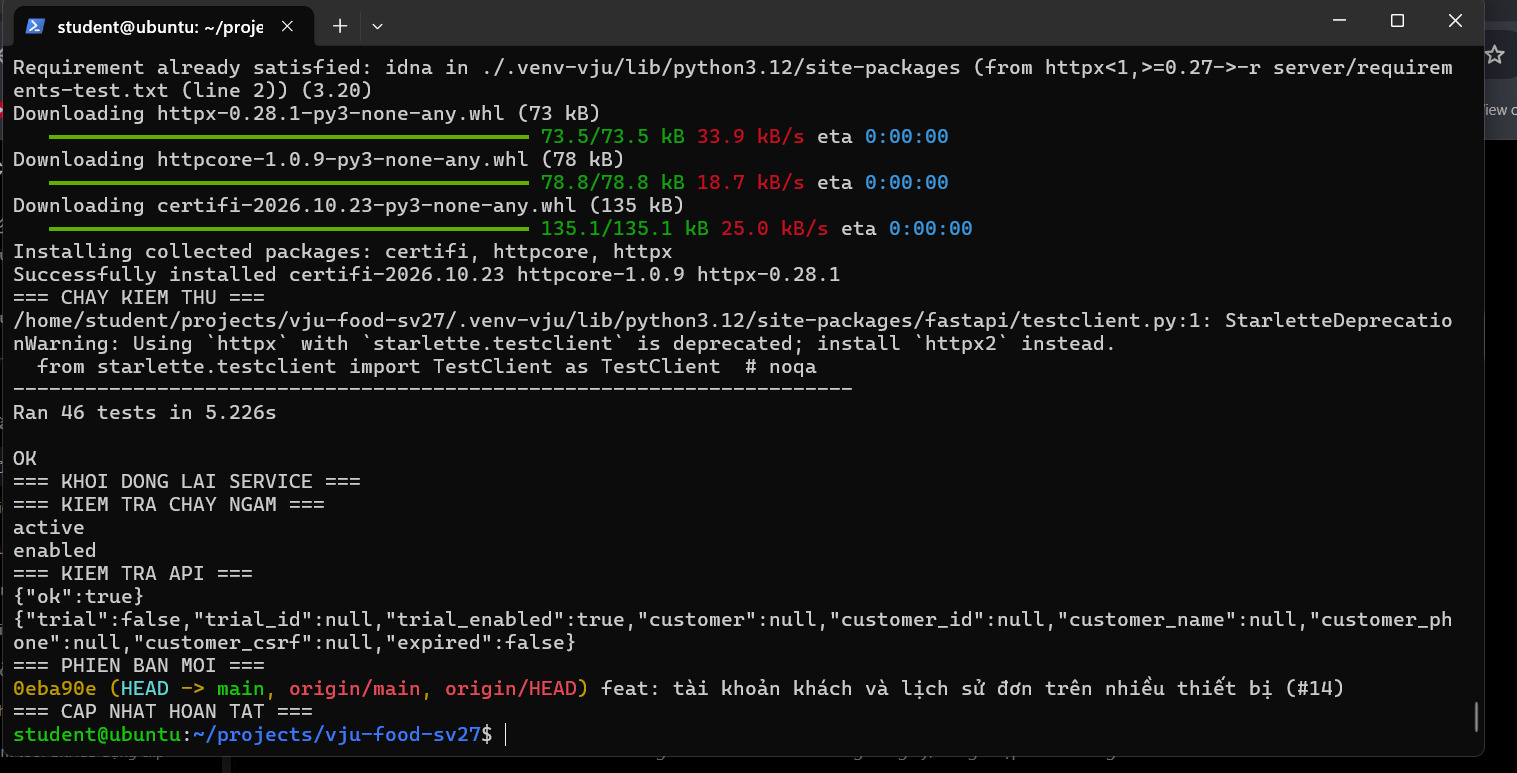 student@ubuntu: ~/proje
Requirement already satisfied: idna in ./.venv-vju/lib/python3.12/site-packages (from httpx<1,>=0.27->-r server/requirem
ents-test.txt (line 2)) (3.20)
Downloading httpx-0.28.1-py3-none-any.whl (73 kB)
73.5/73.5 kB 33.9 kB/s eta 0:00:00
Downloading httpcore-1.0.9-py3-none-any.whl (78 kB)
78.8/78.8 kB 18.7 kB/s eta 0:00:00
Downloading certifi-2026.10.23-py3-none-any.whl (135 kB)
135.1/135.1 kB 25.0 kB/s eta 0:00:00
Installing collected packages: certifi, httpcore, httpx
Successfully installed certifi-2026.10.23 httpcore-1.0.9 httpx-0.28.1
=== CHAY KIEM THU ===
/home/student/projects/vju-food-sv27/.venv-vju/lib/python3.12/site-packages/fastapi/testclient.py:1: StarletteDeprecatio
nWarning: Using `httpx` with `starlette.testclient` is deprecated; install `httpx2` instead.
from starlette.testclient import TestClient as TestClient  # noqa
----------------------------------------------------------------------
Ran 46 tests in 5.226s
OK
=== KHOI DONG LAI SERVICE ===
=== KIEM TRA CHAY NGAM ===
active
enabled
=== KIEM TRA API ===
{"ok":true}
{"trial":false,"trial_id":null,"trial_enabled":true,"customer":null,"customer_id":null,"customer_name":null,"customer_ph
one":null,"customer_csrf":null,"expired":false}
=== PHIEN BAN MOI ===
0eba90e (HEAD -> main, origin/main, origin/HEAD) feat: tài khoản khách và lịch sử đơn trên nhiều thiết bị (#14)
=== CAP NHAT HOAN TAT ===
student@ubuntu:~/projects/vju-food-sv27$